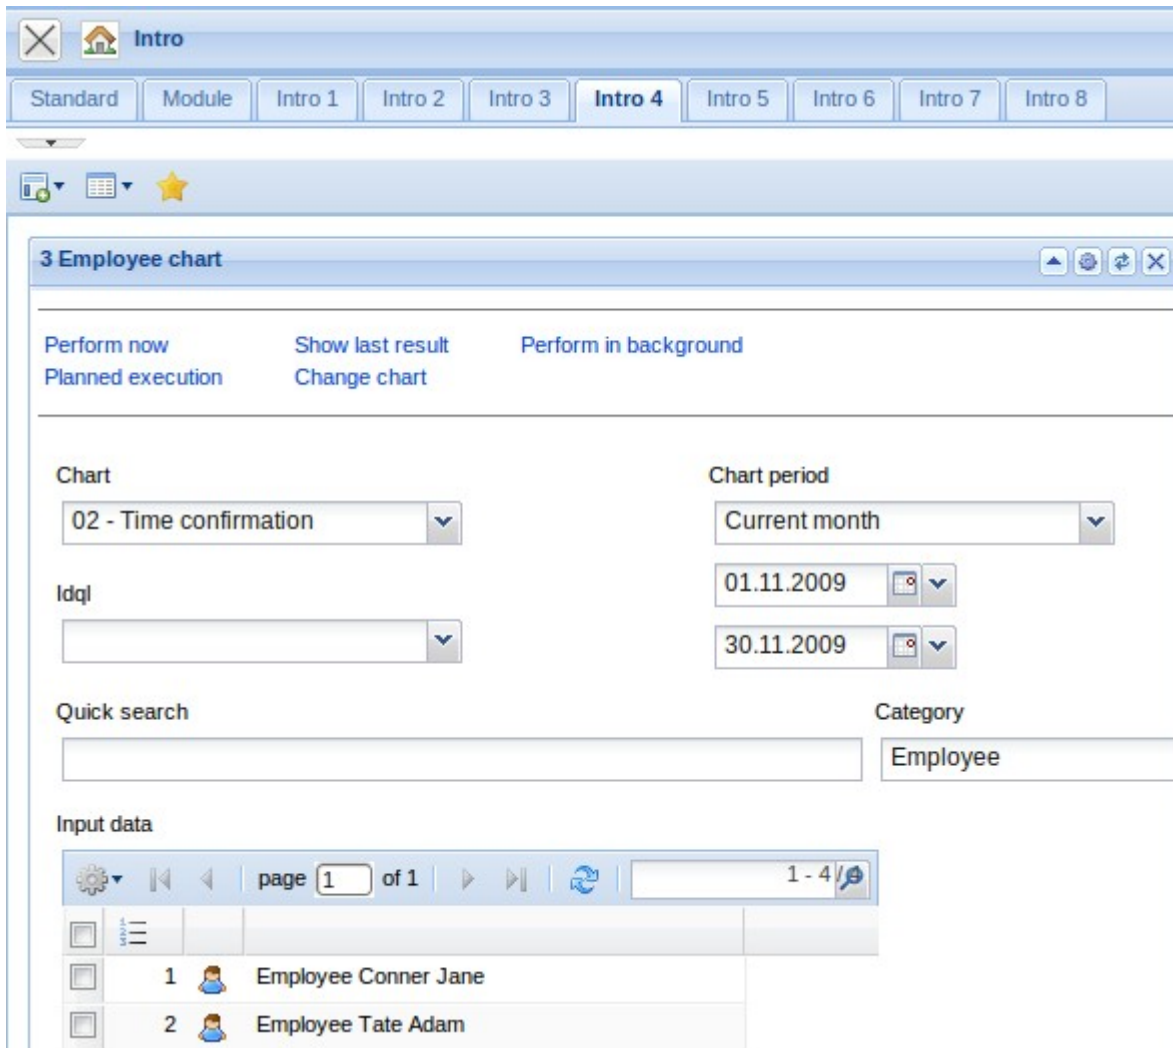 Intro
Standard Module Intro 1 Intro 2 Intro 3 Intro 4 Intro 5 Intro 6 Intro 7 Intro 8
3 Employee chart
Perform now Show last result Perform in background
Planned execution Change chart
Chart Chart period
02 - Time confirmation Current month
01.11.2009
Idql
30.11.2009
Quick search Category
Employee
Input data
page 1 of 1 1 - 4 /
1 Employee Conner Jane
2 Employee Tate Adam